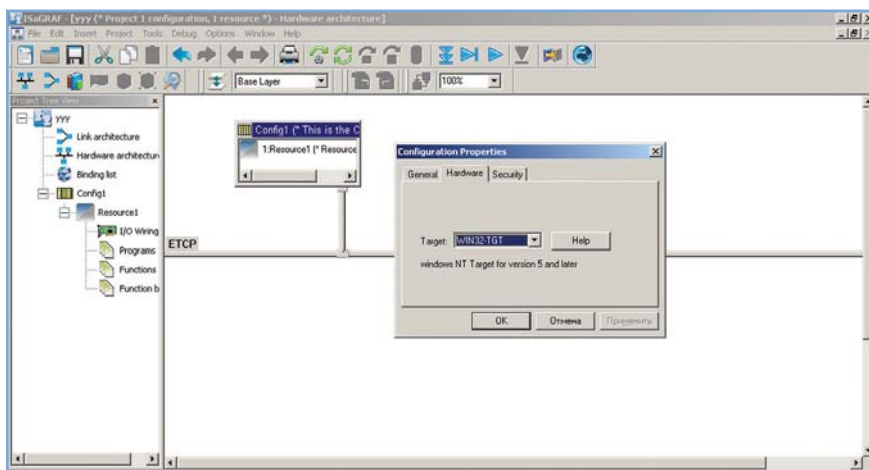 ISaGRAF - [yyy (* Project 1 configuration, 1 resource *) - Hardware architecture]
File Edit Insert Project Tools Debug Options Window Help
Base Layer
100%
Project Tree View
yyy
Link architecture
Hardware architectur
Binding list
Config1
Resource1
I/O Wiring
Programs
Functions
Function b
Config1 (* This is the C
1:Resource1 (* Resource
ETCP
Configuration Properties
General Hardware Security
Target: WIN32-TGT Help
windows NT Target for version 5 and later
OK Отмена Применить